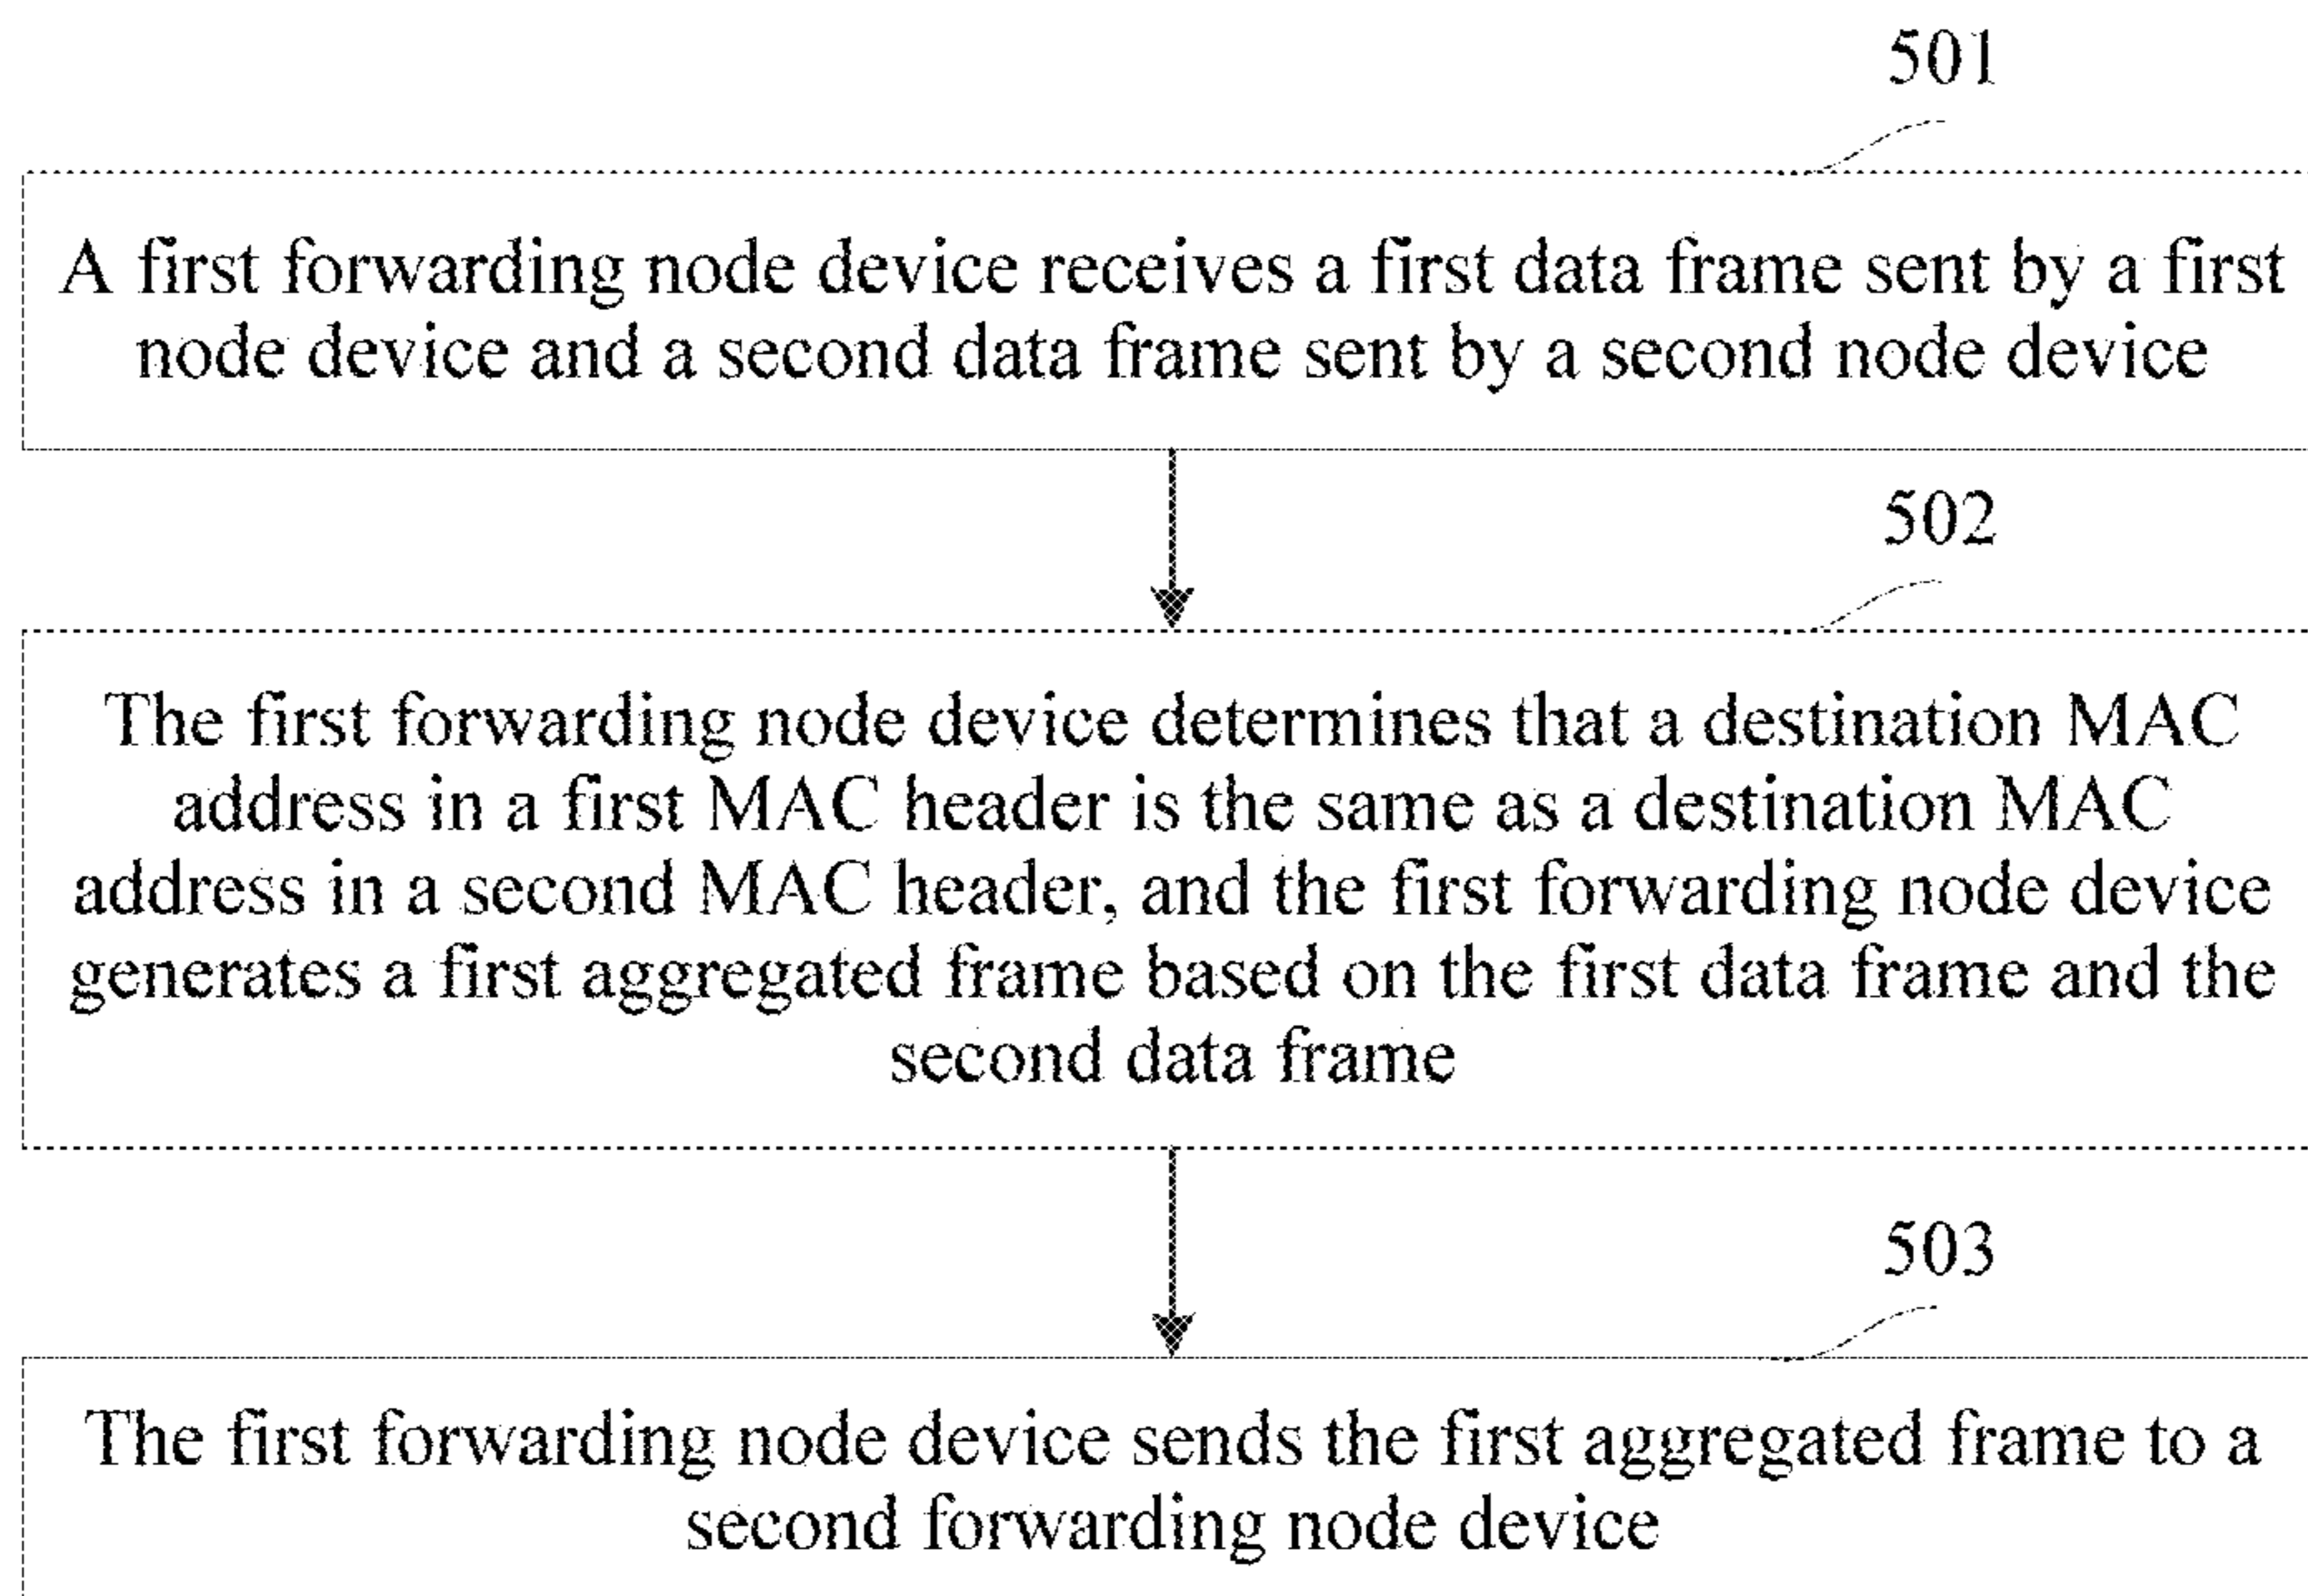 501
A first forwarding node device receives a first data frame sent by a first
node device and a second data frame sent by a second node device
502
The first forwarding node device determines that a destination MAC
address in a first MAC header is the same as a destination MAC
address in a second MAC header, and the first forwarding node device
generates a first aggregated frame based on the first data frame and the
second data frame
503
The first forwarding node device sends the first aggregated frame to a
second forwarding node device